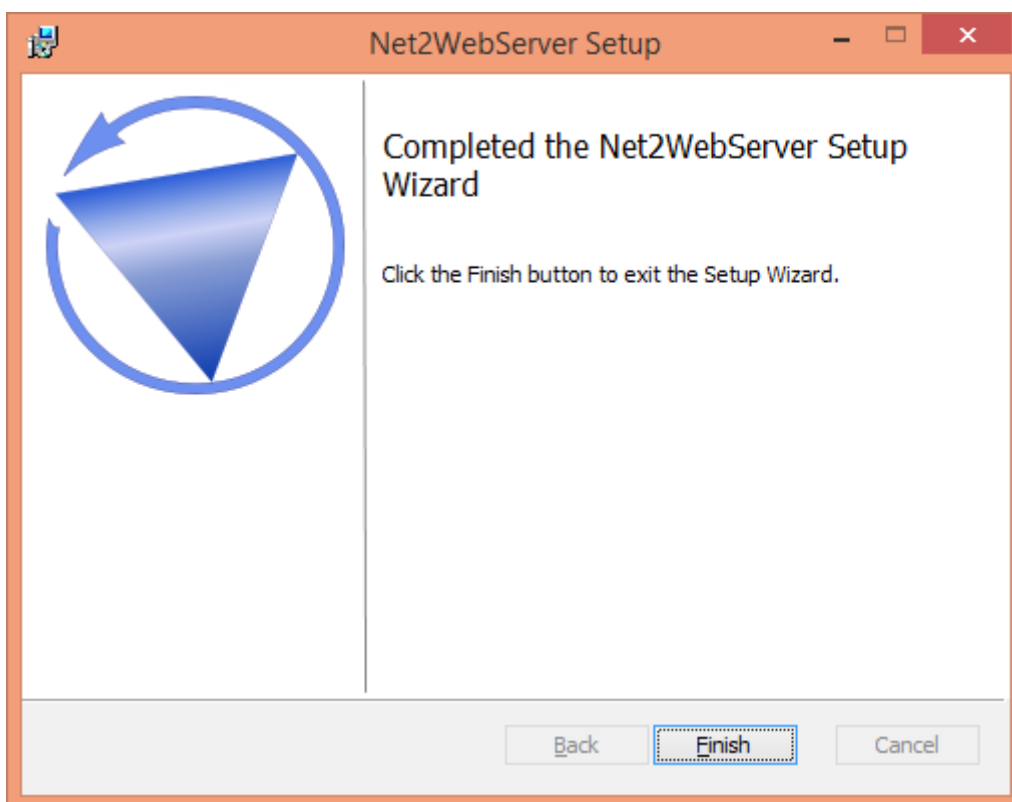 Net2WebServer Setup
Completed the Net2WebServer Setup
Wizard
Click the Finish button to exit the Setup Wizard.
Back
Finish
Cancel